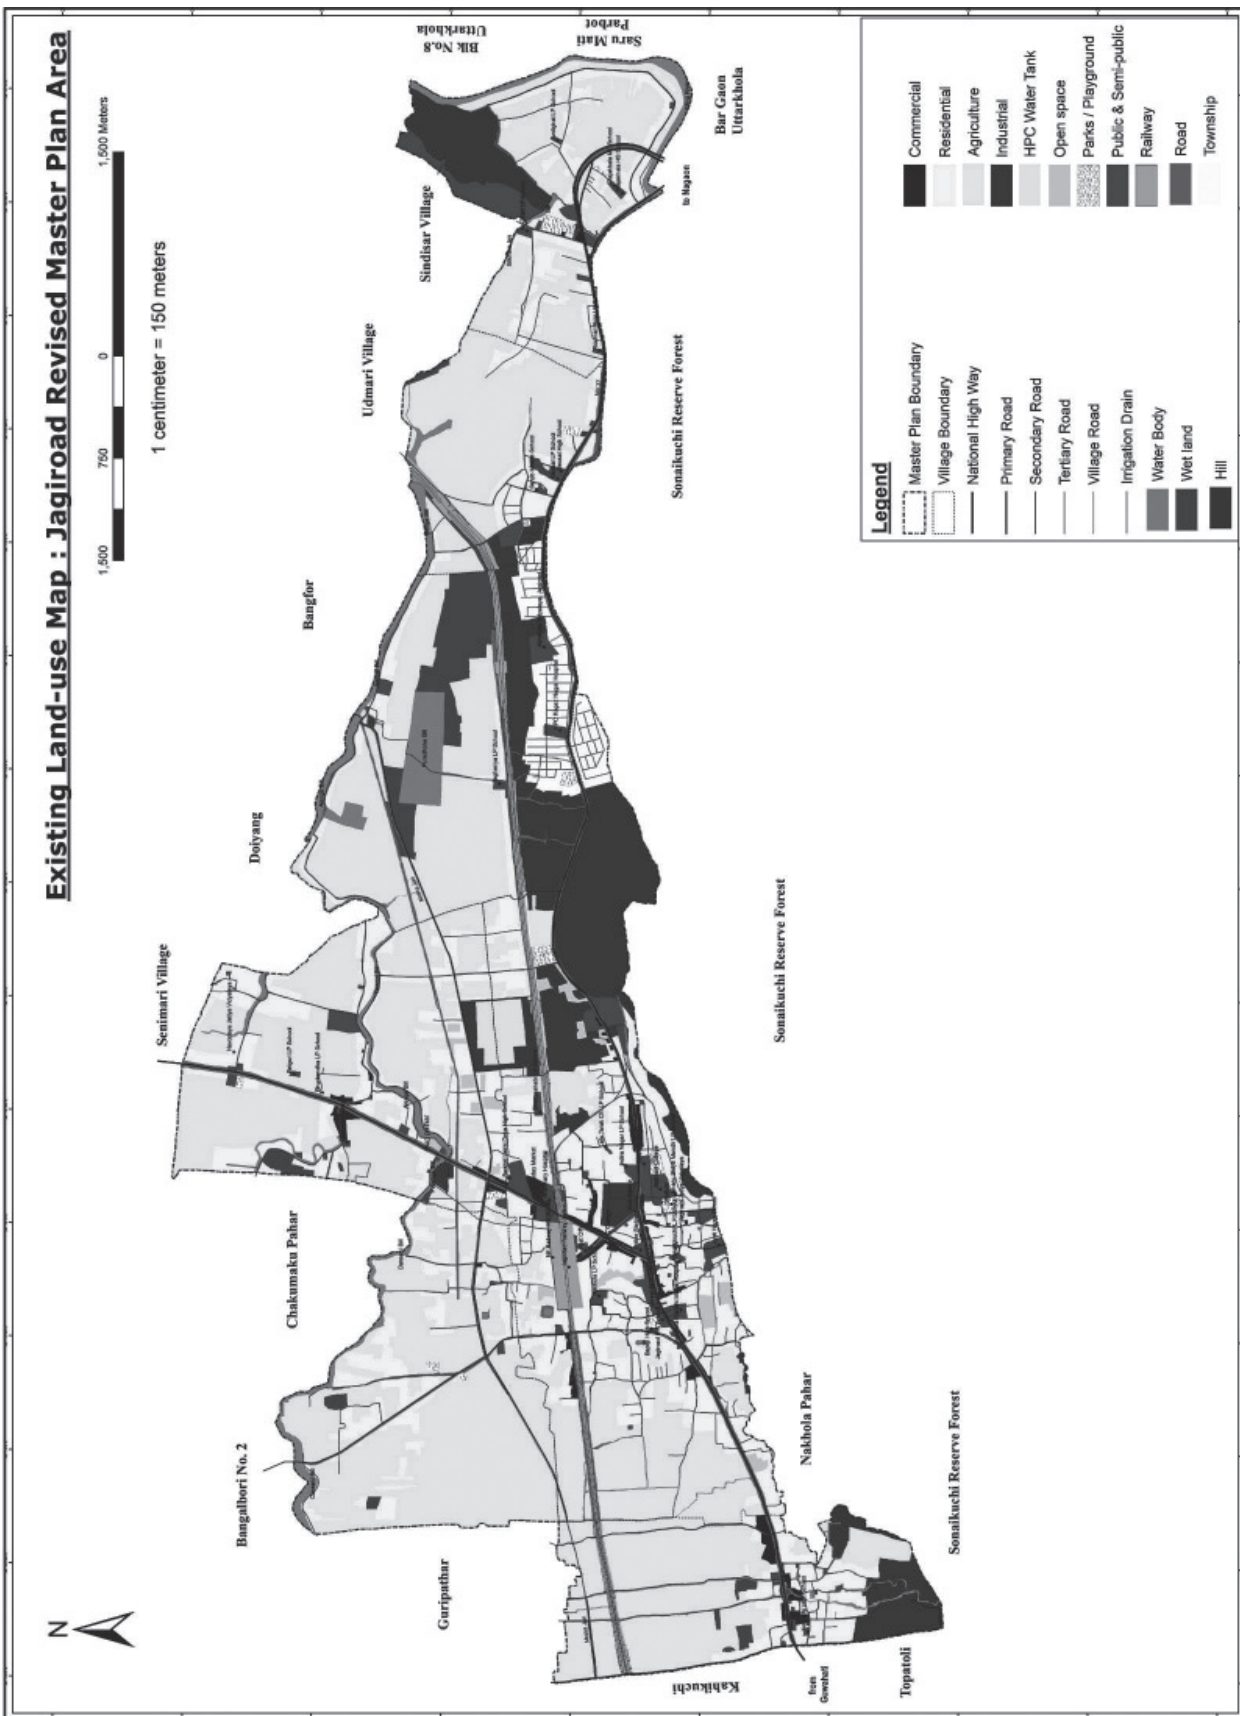 Existing Land-use Map : Jagiroad Revised Master Plan Area
1,500
750
0
1,500 Meters
1 centimeter = 150 meters
N
Senimari Village
Doiyang
Bangfor
Udmari Village
Sindisar Village
Blk No.8
Uttarkhola
Saru Mati
Parbot
Bar Gaon
Uttarkhola
to Nagaon
Bangalbori No. 2
Chakumaku Pahar
Guripathar
Kahikuchi
from
Guwahati
Topatoli
Nakhola Pahar
Sonaikuchi Reserve Forest
Sonaikuchi Reserve Forest
Sonaikuchi Reserve Forest
Legend
Master Plan Boundary
Village Boundary
National High Way
Primary Road
Secondary Road
Tertiary Road
Village Road
Irrigation Drain
Water Body
Wet land
Hill
Commercial
Residential
Agriculture
Industrial
HPC Water Tank
Open space
Parks / Playground
Public & Semi-public
Railway
Road
Township